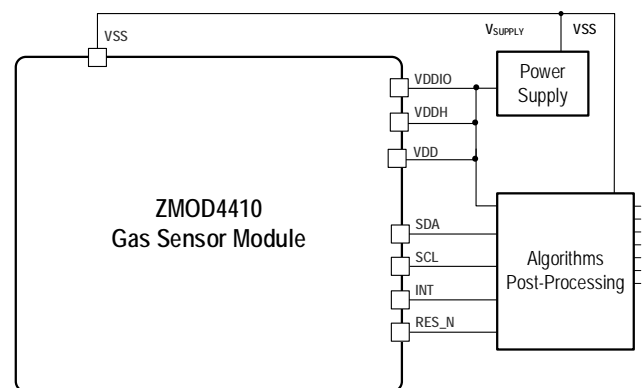 VSS
VSUPPLY
VSS
VDDIO
Power
Supply
VDDH
VDD
ZMOD4410
Gas Sensor Module
SDA
SCL
Algorithms
Post-Processing
INT
RES_N